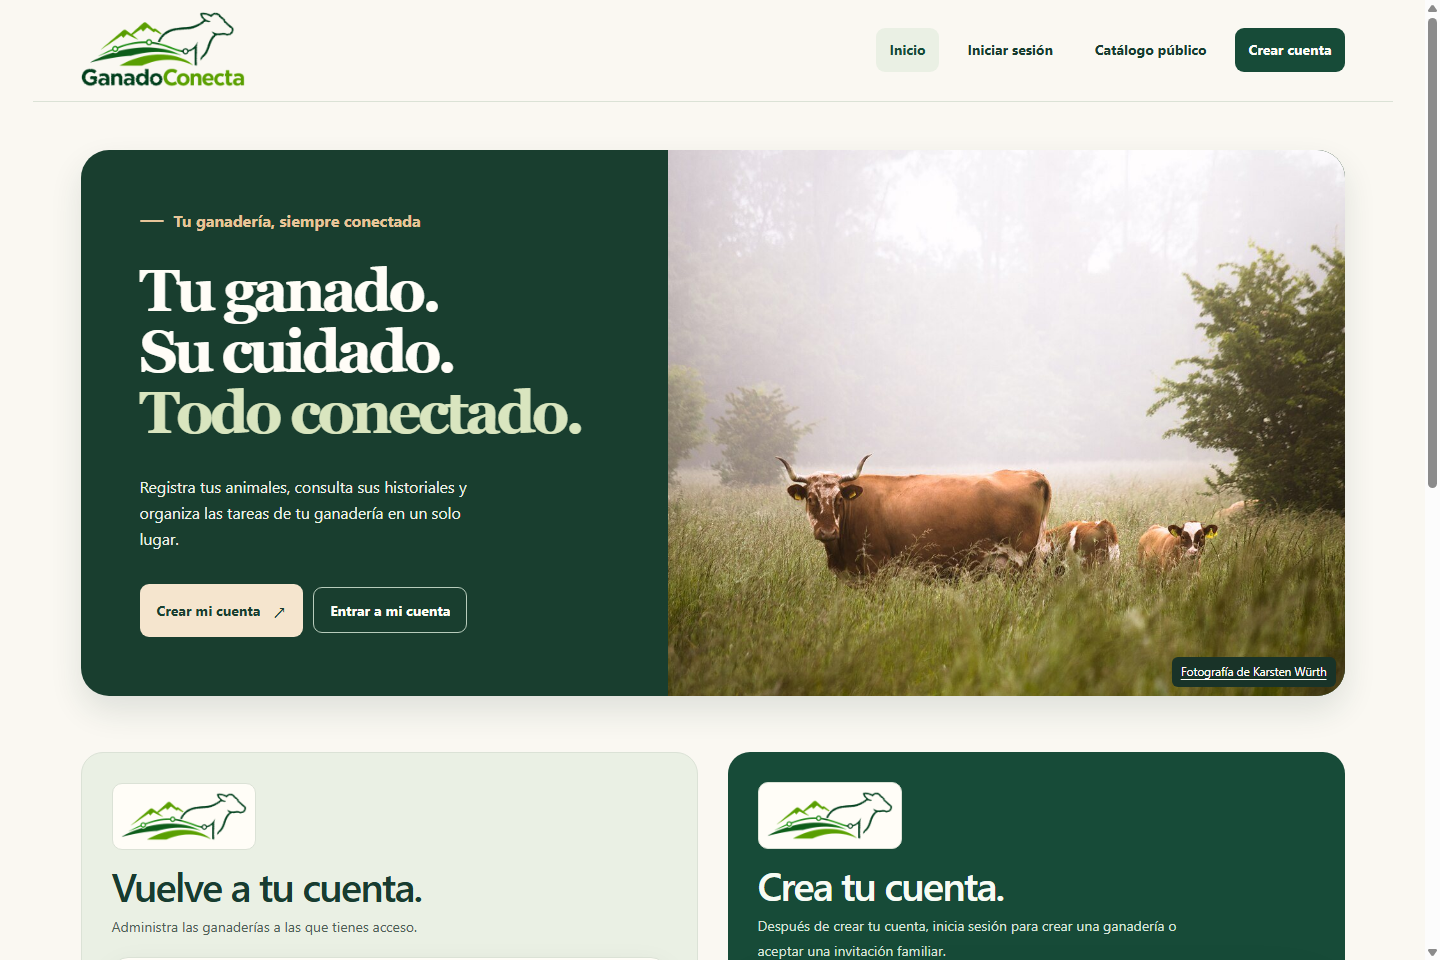 GanadoConecta
Inicio
Iniciar sesión
Catálogo público
Crear cuenta
Tu ganadería, siempre conectada
Tu ganado.
Su cuidado.
Todo conectado.
Registra tus animales, consulta sus historiales y
organiza las tareas de tu ganadería en un solo
lugar.
Crear mi cuenta ↗
Entrar a mi cuenta
Fotografía de Karsten Würth
Vuelve a tu cuenta.
Administra las ganaderías a las que tienes acceso.
Crea tu cuenta.
Después de crear tu cuenta, inicia sesión para crear una ganadería o
aceptar una invitación familiar.